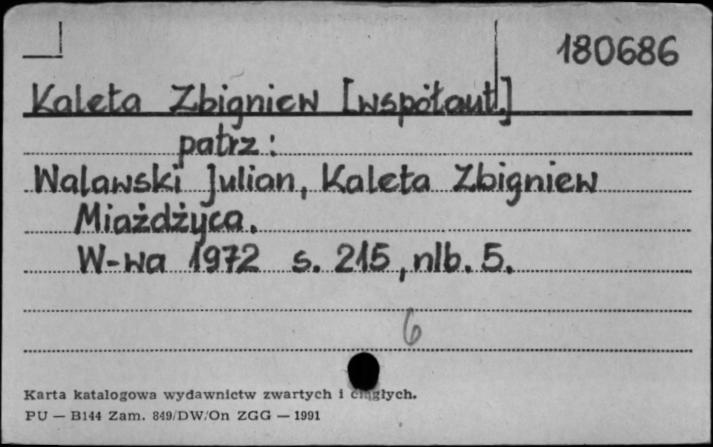 180686
Kaleta Zbigniew [współaut.]
patrz:
Walawski Julian, Kaleta Zbigniew
Miażdżyca.
W-wa 1972 s. 215, nlb. 5.
6
Karta katalogowa wydawnictw zwartych i ciągłych.
PU — B144 Zam. 849/DW/On ZGG — 1991